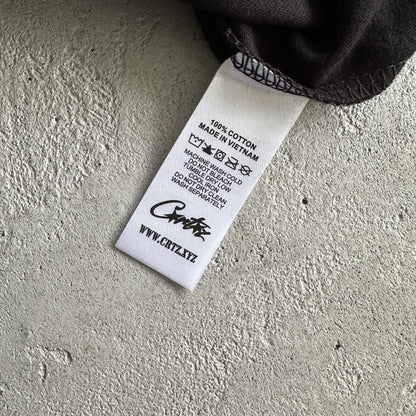 100% COTTON
MADE IN VIETNAM
MACHINE WASH COLD
DO NOT BLEACH
TUMBLE DRY LOW
COOL IRON
DO NOT DRY CLEAN
WASH SEPARATELY
Crrtz
WWW.CRTZ.XYZ